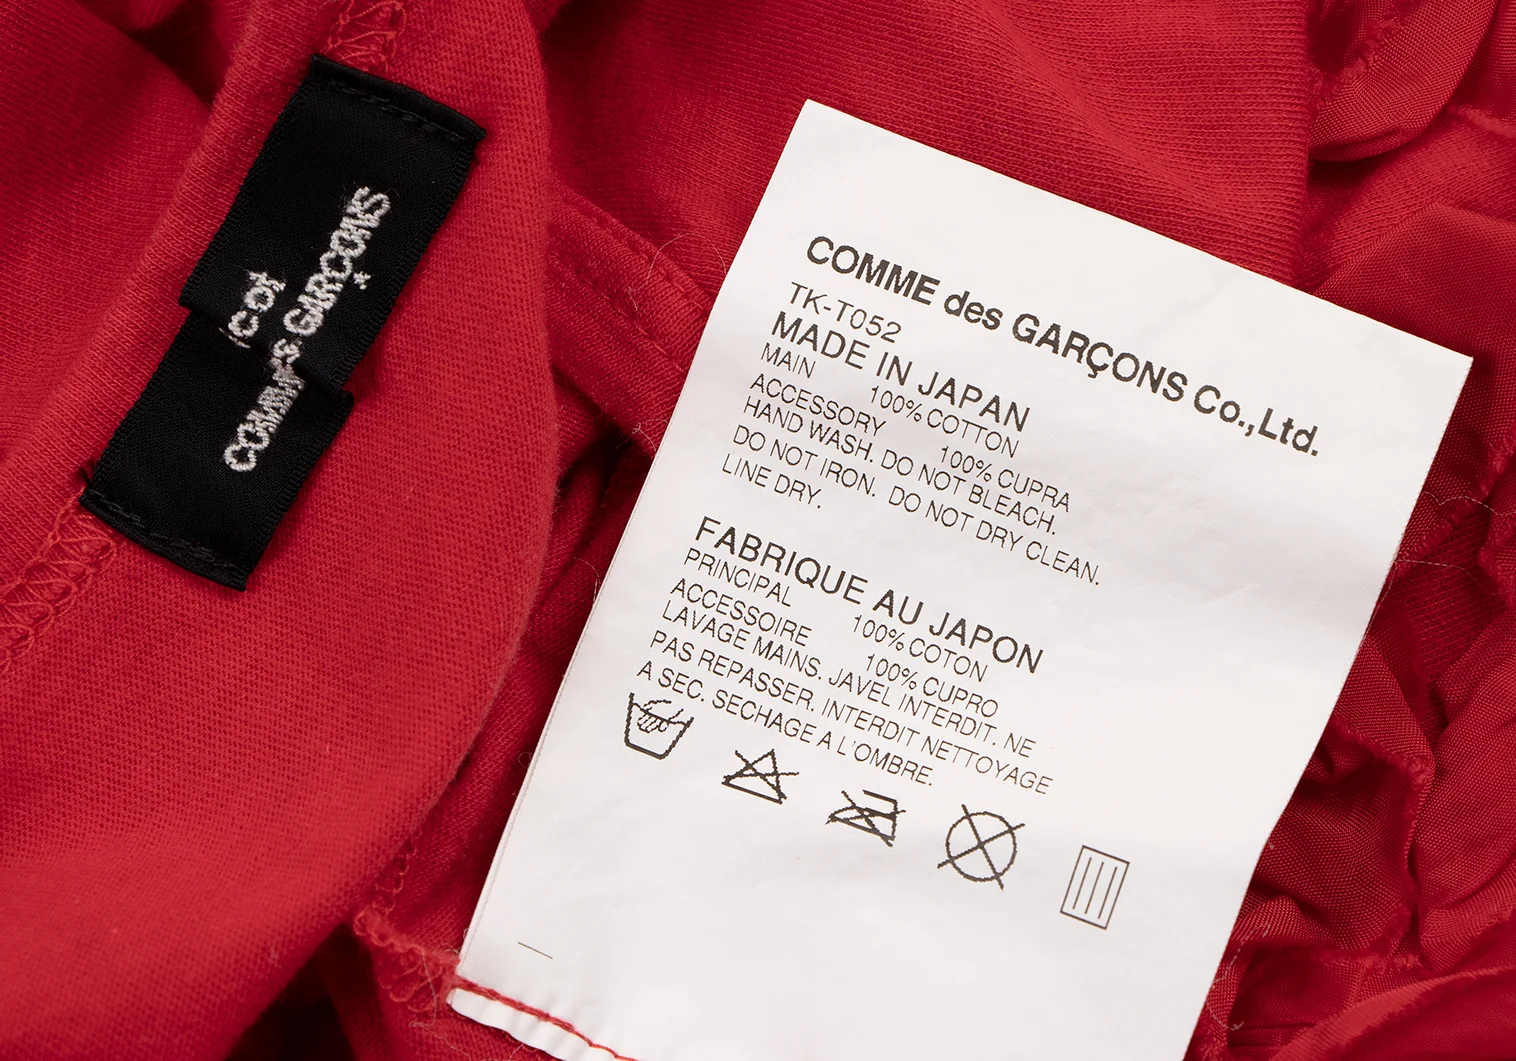 tricot
COMME des GARÇONS
COMME des GARÇONS Co.,Ltd.
TK-T052
MADE IN JAPAN
MAIN 100% COTTON
ACCESSORY 100% CUPRA
HAND WASH. DO NOT BLEACH.
DO NOT IRON. DO NOT DRY CLEAN.
LINE DRY.
FABRIQUE AU JAPON
PRINCIPAL 100% COTON
ACCESSOIRE 100% CUPRO
LAVAGE MAINS. JAVEL INTERDIT. NE
PAS REPASSER. INTERDIT NETTOYAGE
A SEC. SECHAGE A L'OMBRE.